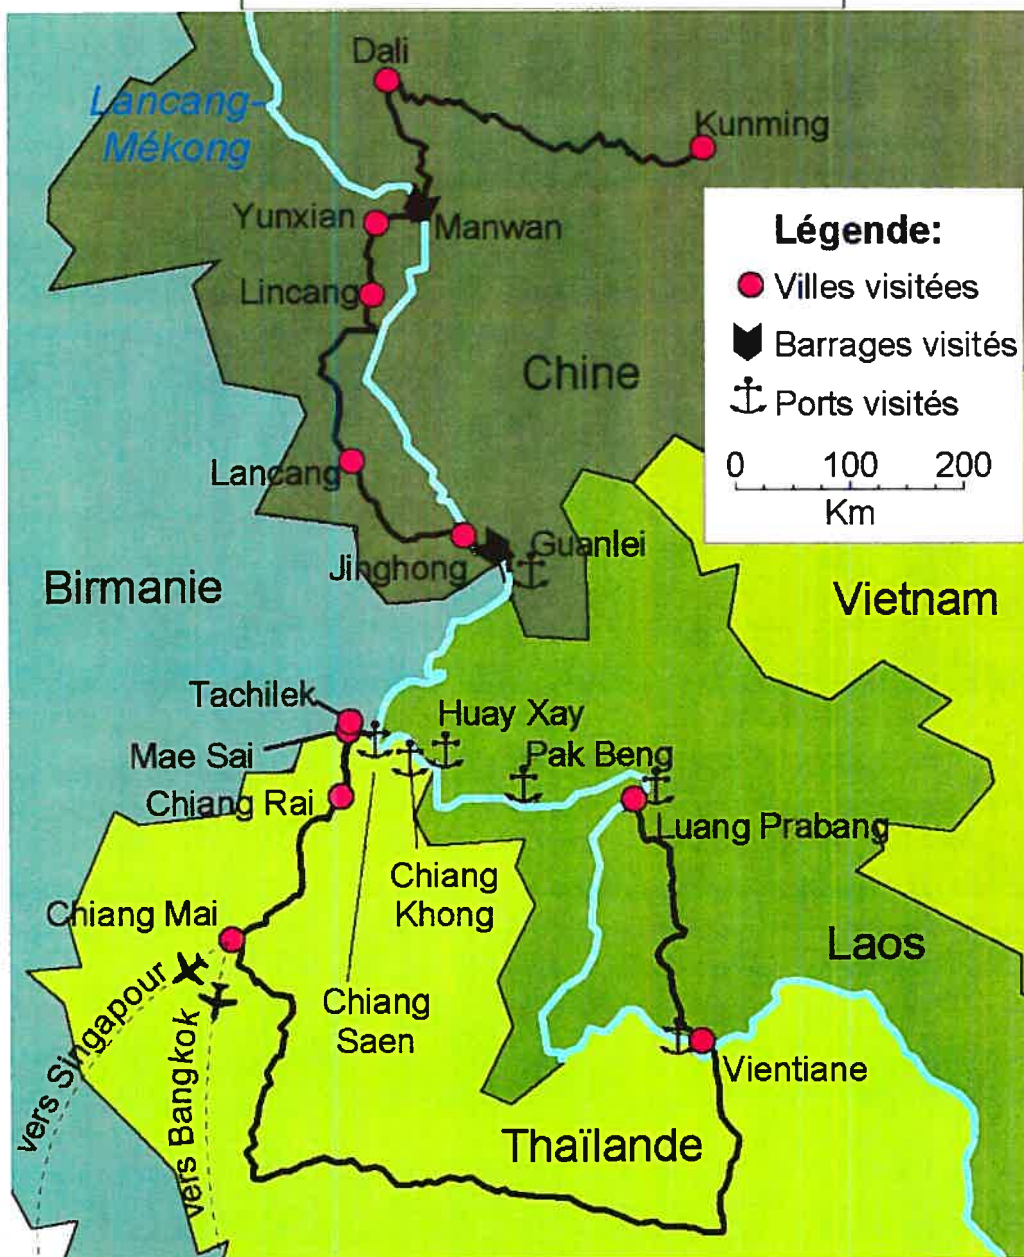 Dali
Lancang-
Mékong
Kunming
Yunxian
Manwan
Légende:
Villes visitées
Barrages visités
Ports visités
0 100 200
Km
Lincang
Chine
Lancang
Jinghong
Guanlei
Birmanie
Vietnam
Tachilek
Mae Sai
Huay Xay
Pak Beng
Chiang Rai
Luang Prabang
Chiang
Khong
Chiang Mai
Laos
vers Singapour
vers Bangkok
Chiang
Saen
Vientiane
Thaïlande